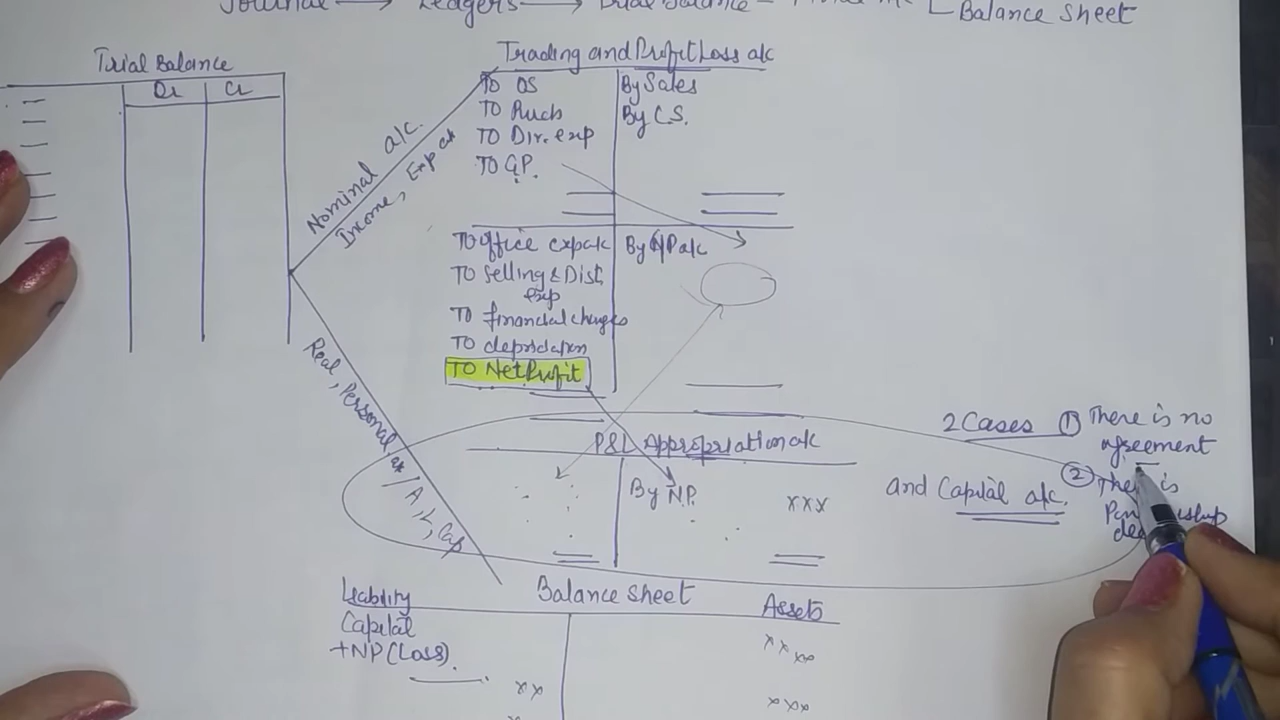 Journal → Ledgers → Trial Balance -
Balance Sheet
Trial Balance
Dr Cr
Nominal a/c.
Income, Exp a/c
Real, Personal a/c / A, L, Cap
Trading and Profit Loss a/c
To OS By Sales
To Purch By C.S.
To Dir. exp
To G.P.
To office exp a/c By G/P a/c
To Selling & Dist.
exp
To financial charges
To depreciation
To Net Profit
P&L Appropriation a/c
By N.P. xxx
and Capital a/c.
2 Cases ① There is no
agreement
② There is
Balance Sheet
Liability Assets
Capital
+NP (Loss).
xxxx
xx
xxx